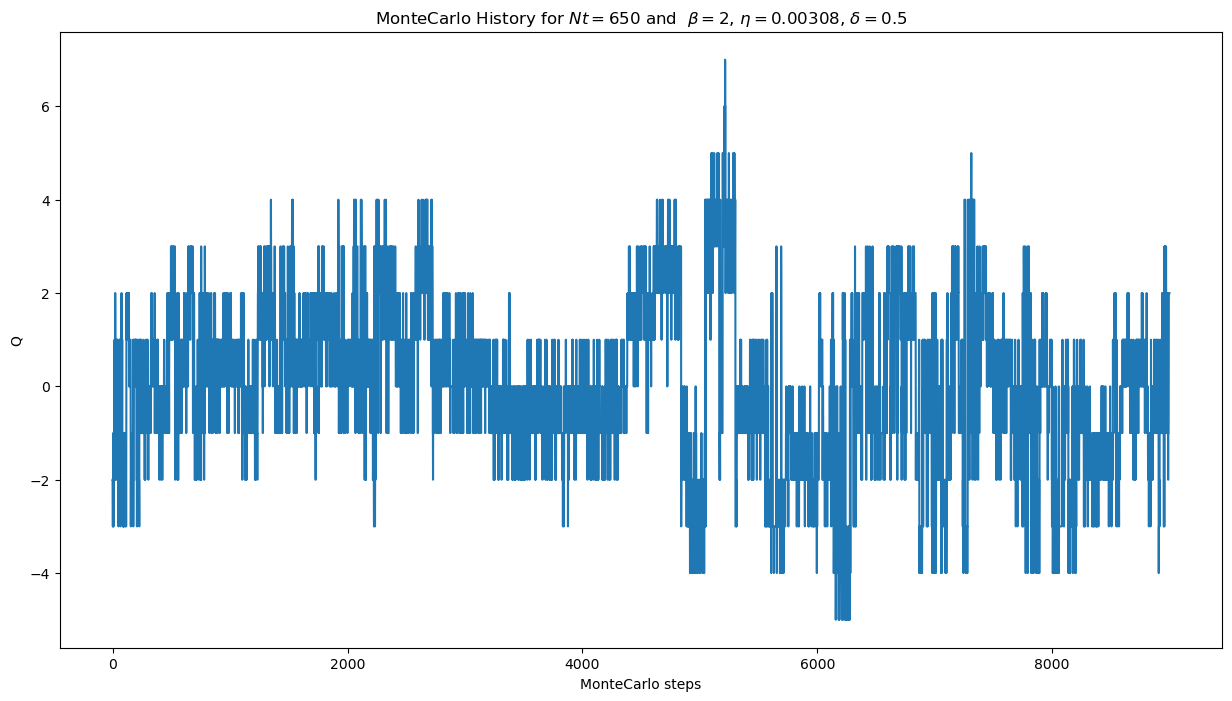 MonteCarlo History for Nt = 650 and β = 2, η = 0.00308, δ = 0.5
6
4
2
0
−2
−4
Q
0 2000 4000 6000 8000
MonteCarlo steps